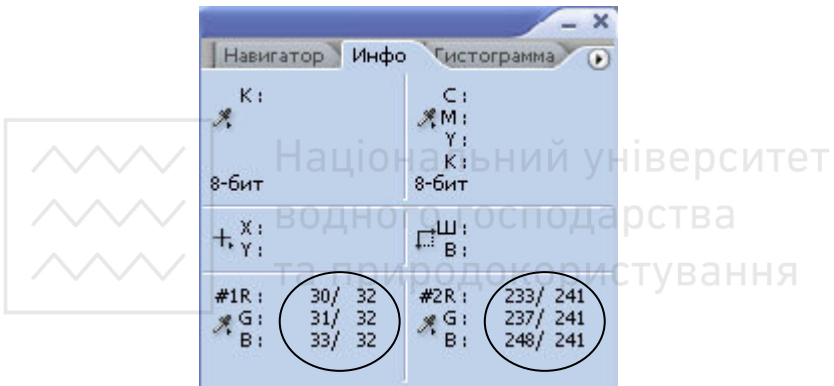 Навигатор Инфо Гистограмма
K :
8-бит
C :
M :
Y :
K :
8-бит
X :
Y :
Ш :
В :
#1R : 30/ 32
G : 31/ 32
B : 33/ 32
#2R : 233/ 241
G : 237/ 241
B : 248/ 241
Національний університет
водного господарства
та природокористування